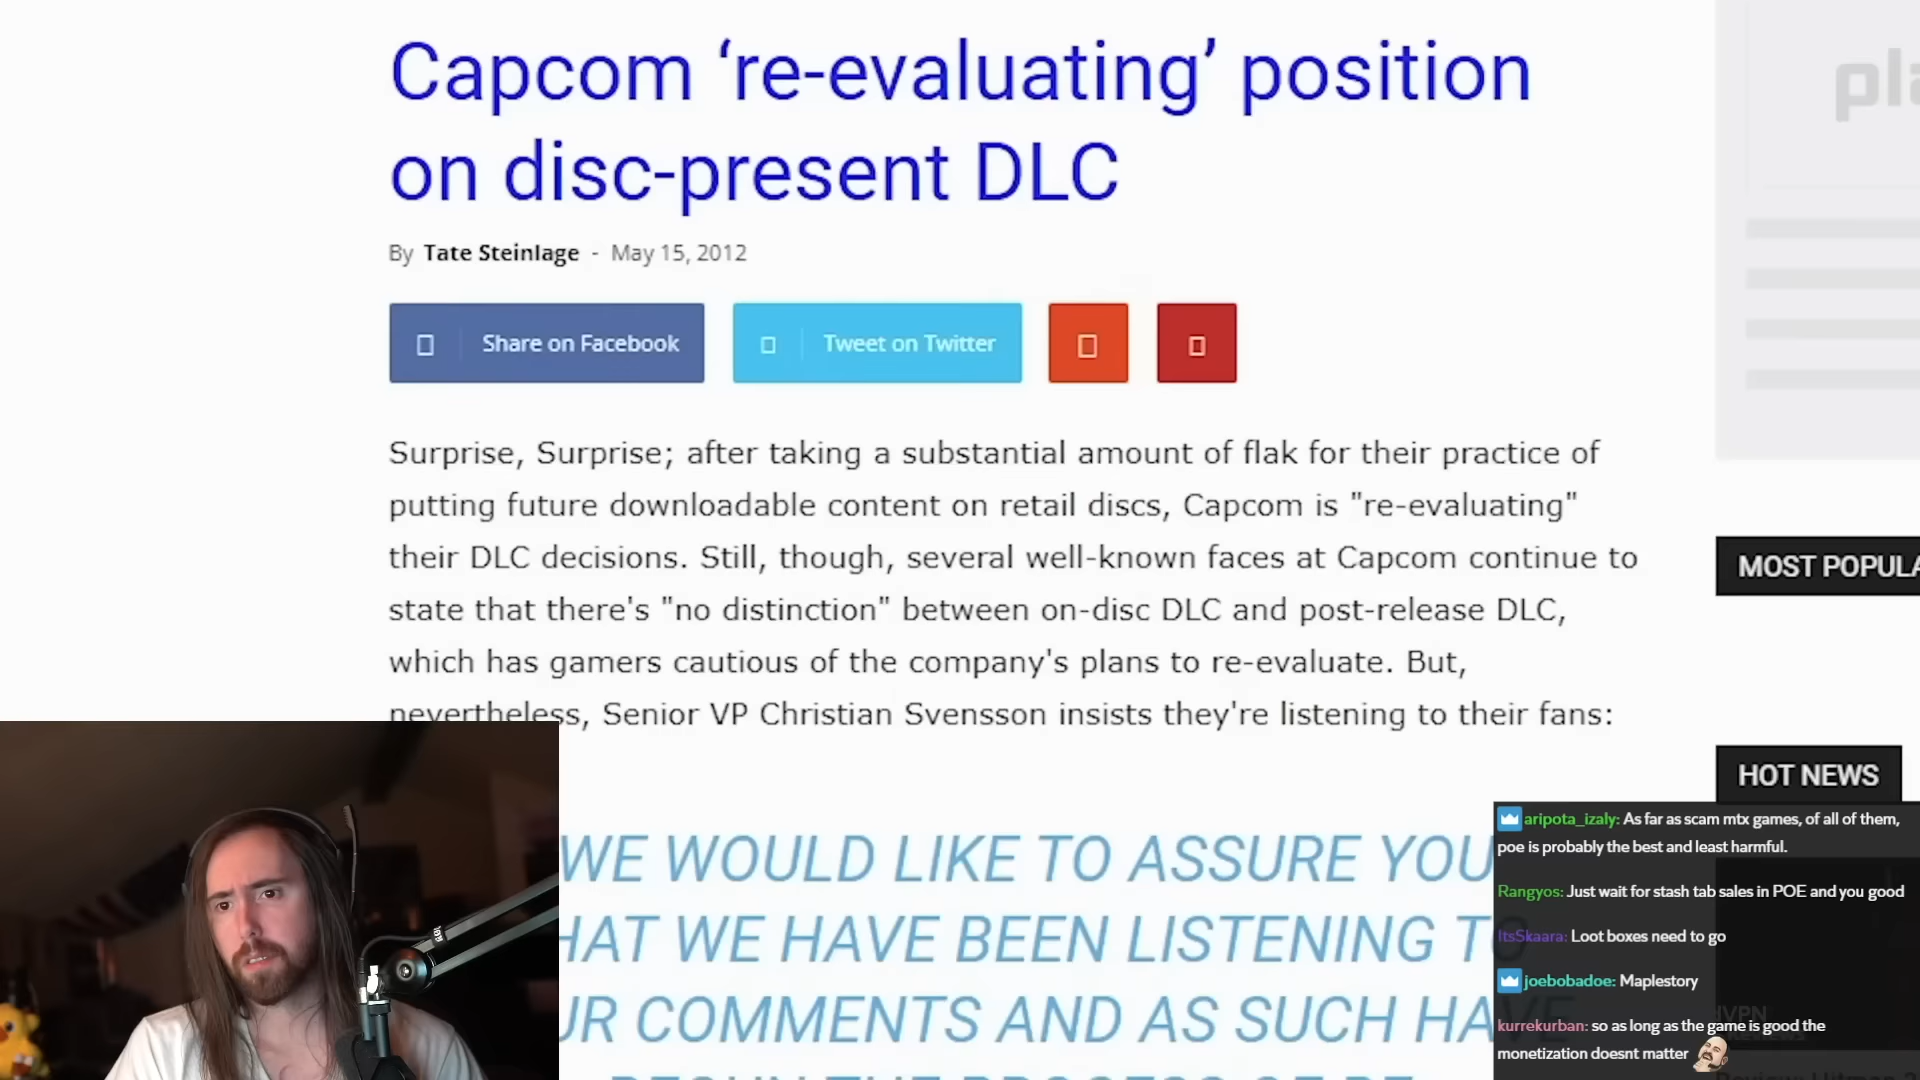 Capcom ‘re-evaluating’ position
on disc-present DLC
By Tate Steinlage - May 15, 2012
Share on Facebook
Tweet on Twitter
Surprise, Surprise; after taking a substantial amount of flak for their practice of
putting future downloadable content on retail discs, Capcom is "re-evaluating"
their DLC decisions. Still, though, several well-known faces at Capcom continue to
state that there's "no distinction" between on-disc DLC and post-release DLC,
which has gamers cautious of the company's plans to re-evaluate. But,
nevertheless, Senior VP Christian Svensson insists they're listening to their fans:
WE WOULD LIKE TO ASSURE YOU
HAT WE HAVE BEEN LISTENING TO
UR COMMENTS AND AS SUCH HAVE
pla
MOST POPULA
HOT NEWS
aripota_izaly: As far as scam mtx games, of all of them,
poe is probably the best and least harmful.
Rangyos: Just wait for stash tab sales in POE and you good
ItsSkaara: Loot boxes need to go
joebobadoe: Maplestory
kurrekurban: so as long as the game is good the
monetization doesnt matter